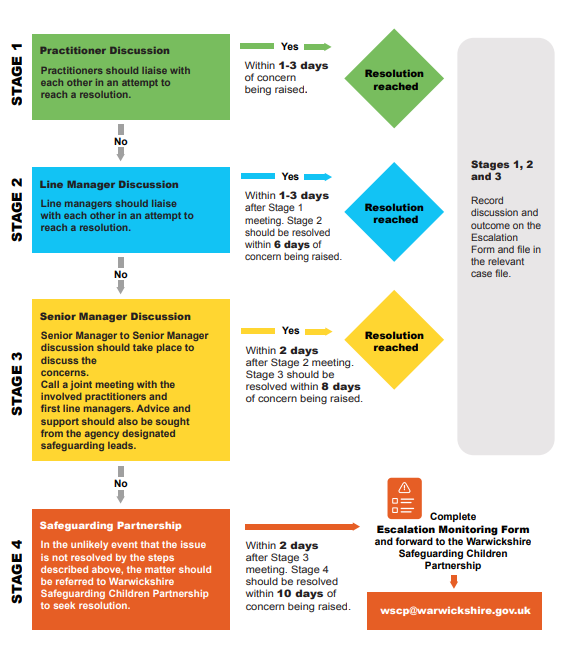 STAGE 1
Practitioner Discussion
Practitioners should liaise with
each other in an attempt to
reach a resolution.
Yes
Within 1-3 days
of concern
being raised.
Resolution
reached
No
STAGE 2
Line Manager Discussion
Line managers should liaise
with each other in an attempt to
reach a resolution.
Yes
Within 1-3 days
after Stage 1
meeting. Stage 2
should be resolved
within 6 days of
concern being raised.
Resolution
reached
No
STAGE 3
Senior Manager Discussion
Senior Manager to Senior Manager
discussion should take place to
discuss the
concerns.
Call a joint meeting with the
involved practitioners and
first line managers. Advice and
support should also be sought
from the agency designated
safeguarding leads.
Yes
Within 2 days
after Stage 2 meeting.
Stage 3 should be
resolved within 8 days
of concern being raised.
Resolution
reached
Stages 1, 2
and 3
Record
discussion and
outcome on the
Escalation
Form and file in
the relevant
case file.
No
STAGE 4
Safeguarding Partnership
In the unlikely event that the issue
is not resolved by the steps
described above, the matter should
be referred to Warwickshire
Safeguarding Children Partnership
to seek resolution.
Within 2 days
after Stage 3
meeting. Stage 4
should be resolved
within 10 days of
concern being raised.
Complete
Escalation Monitoring Form
and forward to the Warwickshire
Safeguarding Children
Partnership
wscp@warwickshire.gov.uk